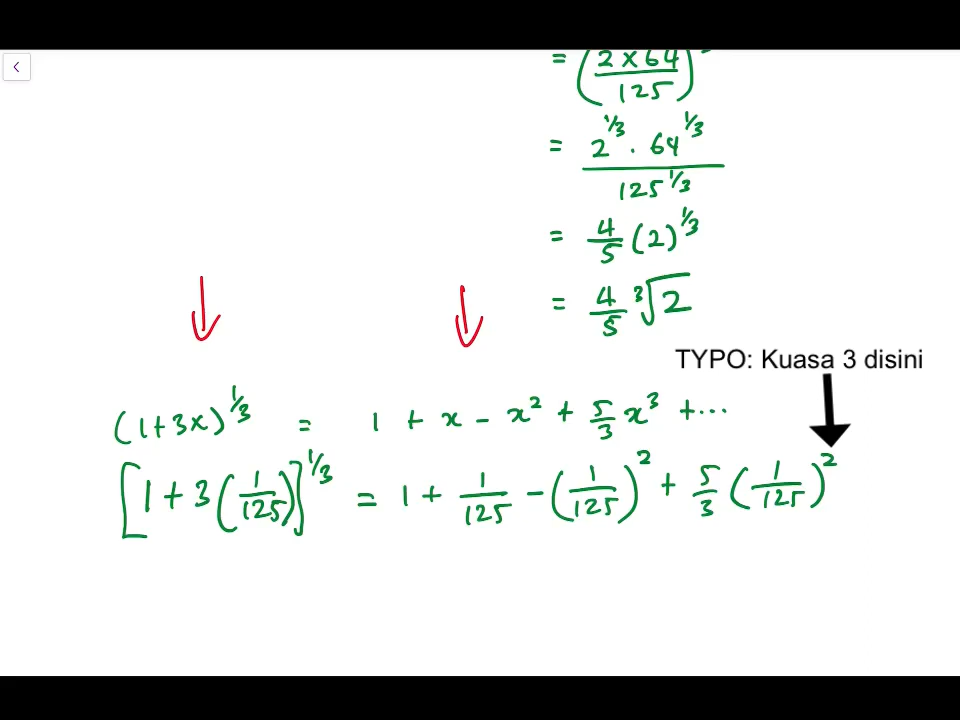 = (2 × 64 / 125)
= 2^1/3 · 64^1/3 / 125^1/3
= 4/5 (2)^1/3
= 4/5 ³√2
TYPO: Kuasa 3 disini
(1+3x)^1/3 = 1 + x - x² + 5/3 x³ + ...
[1 + 3(1/125)]^1/3 = 1 + 1/125 - (1/125)² + 5/3 (1/125)²